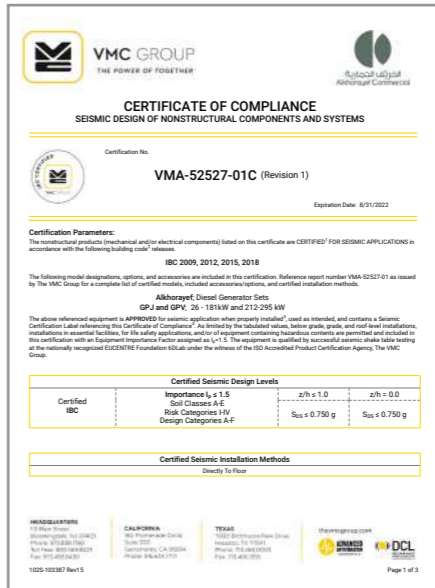 VMC GROUP
THE POWER OF TOGETHER
الخريّف التجارية
Alkhorayef Commercial
CERTIFICATE OF COMPLIANCE
SEISMIC DESIGN OF NONSTRUCTURAL COMPONENTS AND SYSTEMS
Certification No.
VMA-52527-01C (Revision 1)
Expiration Date: 8/31/2022
Certification Parameters:
The nonstructural products (mechanical and/or electrical components) listed on this certificate are CERTIFIED¹ FOR SEISMIC APPLICATIONS in
accordance with the following building code² releases.
IBC 2009, 2012, 2015, 2018
The following model designations, options, and accessories are included in this certification. Reference report number VMA-52527-01 as issued
by The VMC Group for a complete list of certified models, included accessories/options, and certified installation methods.
Alkhorayef; Diesel Generator Sets
GPJ and GPV; 26 - 181kW and 212-295 kW
The above referenced equipment is APPROVED for seismic application when properly installed³, used as intended, and contains a Seismic
Certification Label referencing this Certificate of Compliance⁴. As limited by the tabulated values, below grade, grade, and roof-level installations,
installations in essential facilities, for life safety applications, and/or of equipment containing hazardous contents are permitted and included in
this certification with an Equipment Importance Factor assigned as Iₚ=1.5. The equipment is qualified by successful seismic shake table testing
at the nationally recognized EUCENTRE Foundation 6DLab under the witness of the ISO Accredited Product Certification Agency, The VMC
Group.
Certified Seismic Design Levels
Certified
IBC
Importance Iₚ ≤ 1.5
Soil Classes A-E
Risk Categories I-IV
Design Categories A-F
z/h ≤ 1.0
z/h = 0.0
S_DS ≤ 0.750 g
S_DS ≤ 0.750 g
Certified Seismic Installation Methods
Directly To Floor
HEADQUARTERS
CALIFORNIA
TEXAS
thevmcgroup.com
DCL
1025-103387 Rev15
Page 1 of 3